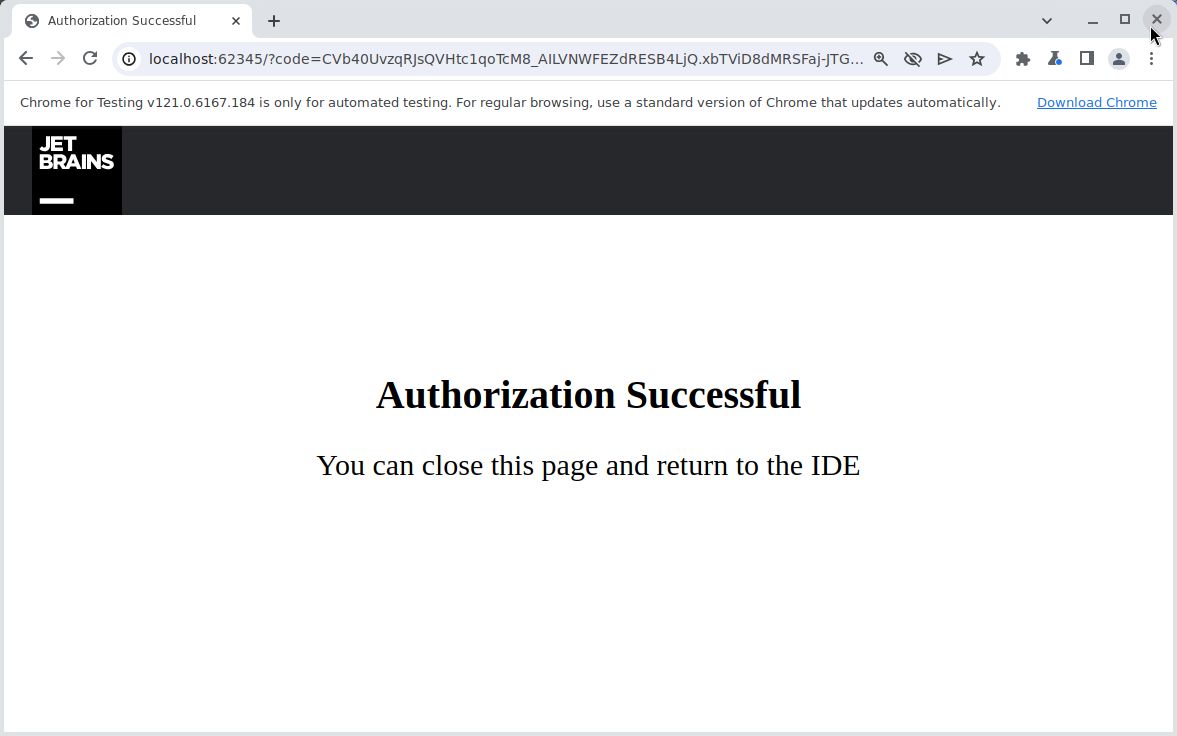 Authorization Successful
localhost:62345/?code=CVb40UvzqRJsQVHtc1qoTcM8_AILVNWFEZdRESB4LjQ.xbTViD8dMRSFaj-JTG...
Chrome for Testing v121.0.6167.184 is only for automated testing. For regular browsing, use a standard version of Chrome that updates automatically. Download Chrome
JET
BRAINS
Authorization Successful
You can close this page and return to the IDE